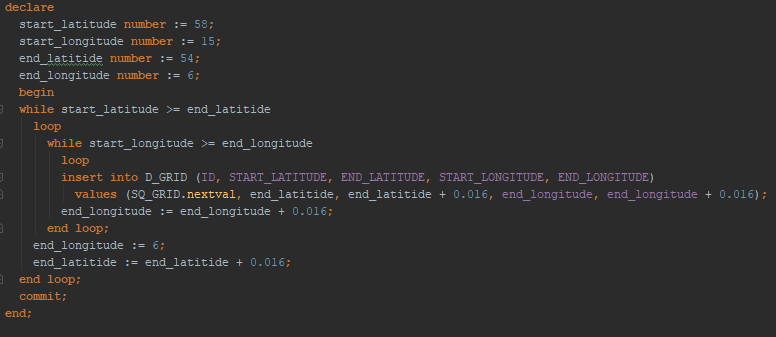 declare
  start_latitude number := 58;
  start_longitude number := 15;
  end_latitide number := 54;
  end_longitude number := 6;
  begin
  while start_latitude >= end_latitide
    loop
      while start_longitude >= end_longitude
        loop
        insert into D_GRID (ID, START_LATITUDE, END_LATITUDE, START_LONGITUDE, END_LONGITUDE)
          values (SQ_GRID.nextval, end_latitide, end_latitide + 0.016, end_longitude, end_longitude + 0.016);
        end_longitude := end_longitude + 0.016;
      end loop;
    end_longitude := 6;
    end_latitide := end_latitide + 0.016;
  end loop;
  commit;
end;